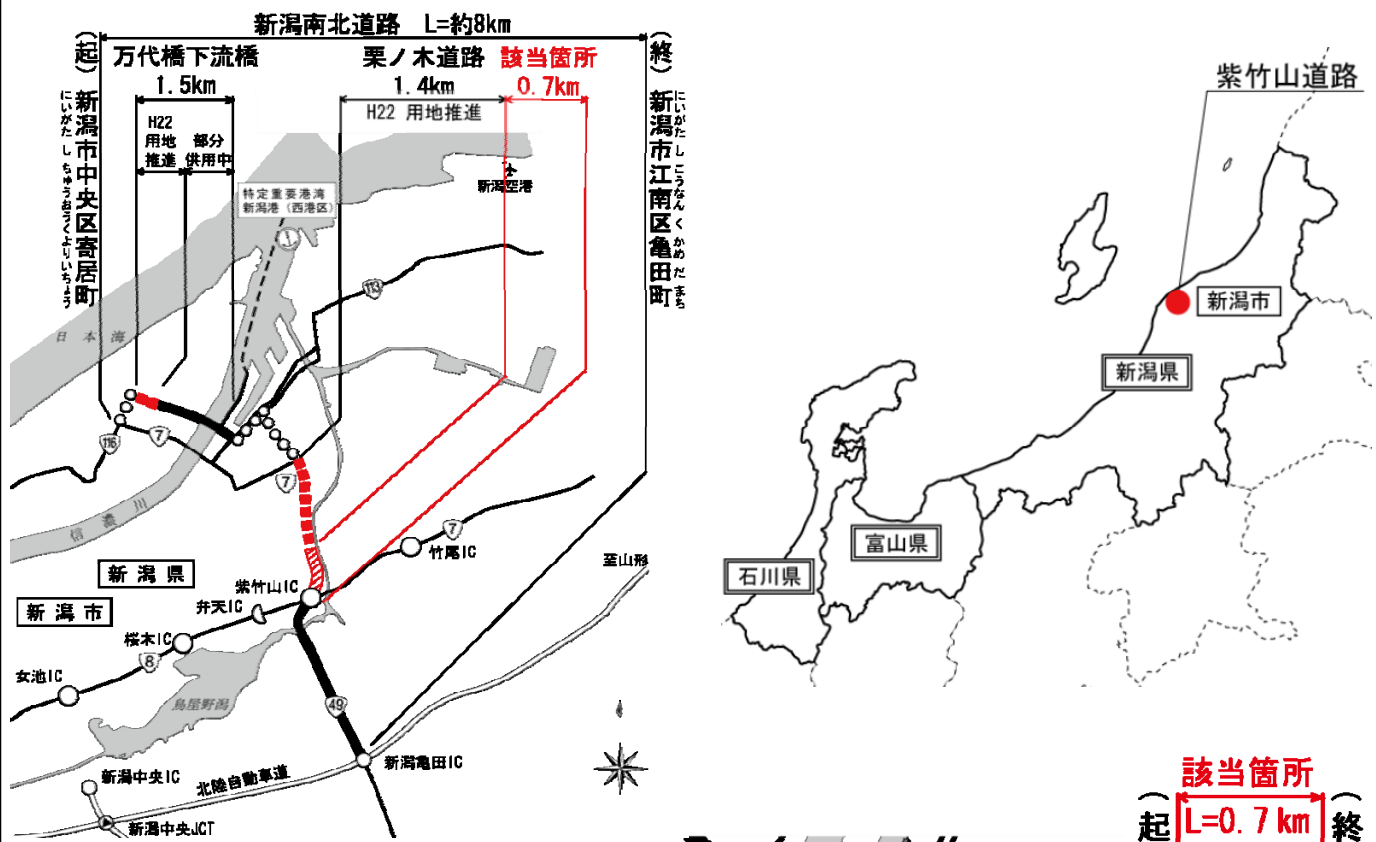 新潟南北道路 L=約8km
(起)
新潟市中央区寄居町
にいがたしちゅうおうくよりいちょう
万代橋下流橋
1.5km
H22
用地
推進
部分
供用中
栗ノ木道路
1.4km
H22 用地推進
該当箇所
0.7km
(終)
新潟市江南区亀田町
にいがたしこうなんくかめだまち
特定重要港湾
新潟港(西港区)
新潟空港
113
日本海
116
7
7
信濃川
新潟県
新潟市
7
竹尾IC
至山形
紫竹山IC
弁天IC
桜木IC
8
女池IC
鳥屋野潟
49
新潟亀田IC
新潟中央IC
北陸自動車道
新潟中央JCT
紫竹山道路
新潟市
新潟県
富山県
石川県
該当箇所
(起)
L=0.7km
(終)